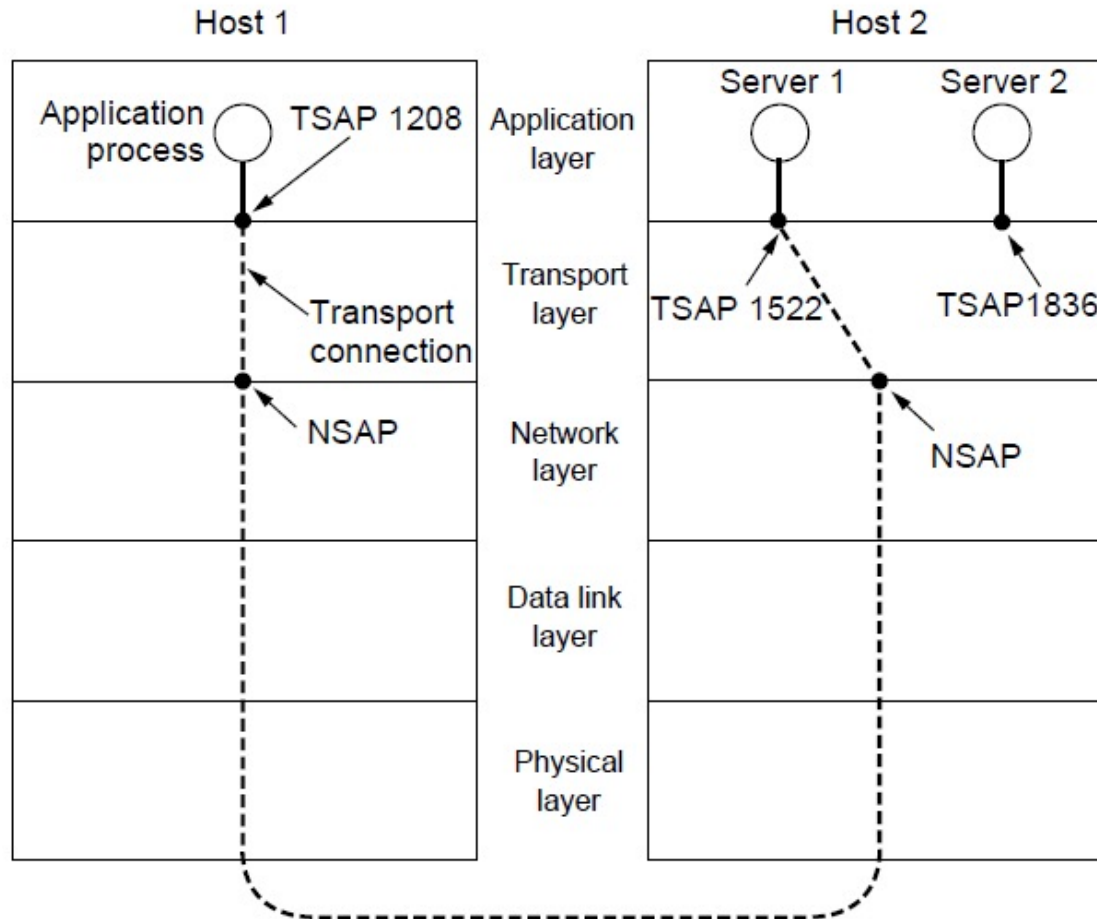 Host 1
Host 2
Application
process
TSAP 1208
Application
layer
Server 1
Server 2
Transport
connection
Transport
layer
TSAP 1522
TSAP1836
NSAP
Network
layer
NSAP
Data link
layer
Physical
layer